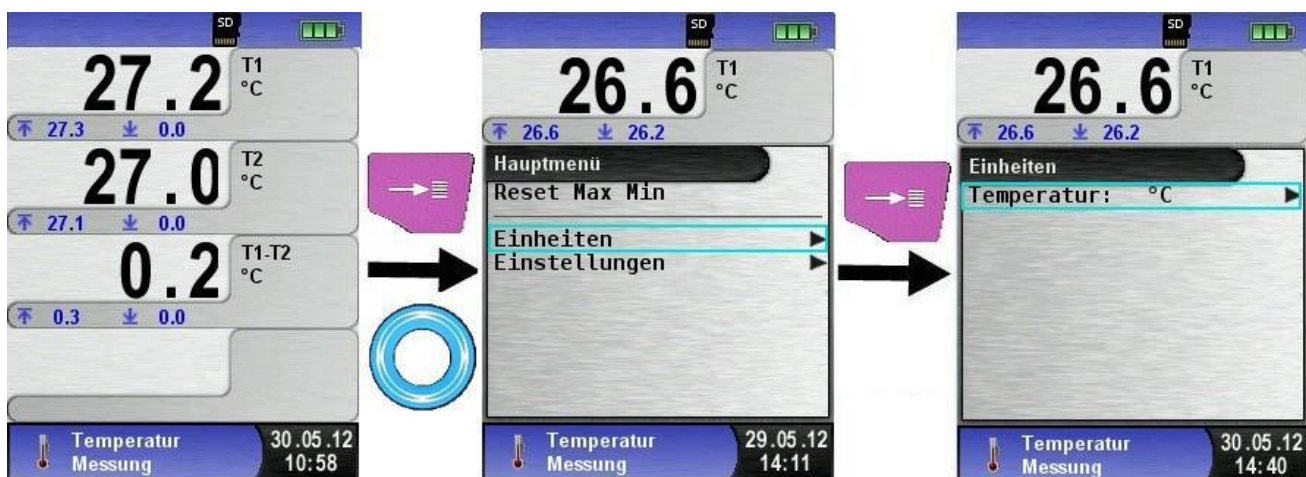 SD
27.2 T1
°C
27.3 0.0
27.0 T2
°C
27.1 0.0
0.2 T1-T2
°C
0.3 0.0
Temperatur
Messung
30.05.12
10:58
SD
26.6 T1
°C
26.6 26.2
Hauptmenü
Reset Max Min
Einheiten
Einstellungen
Temperatur
Messung
29.05.12
14:11
SD
26.6 T1
°C
26.6 26.2
Einheiten
Temperatur: °C
Temperatur
Messung
30.05.12
14:40